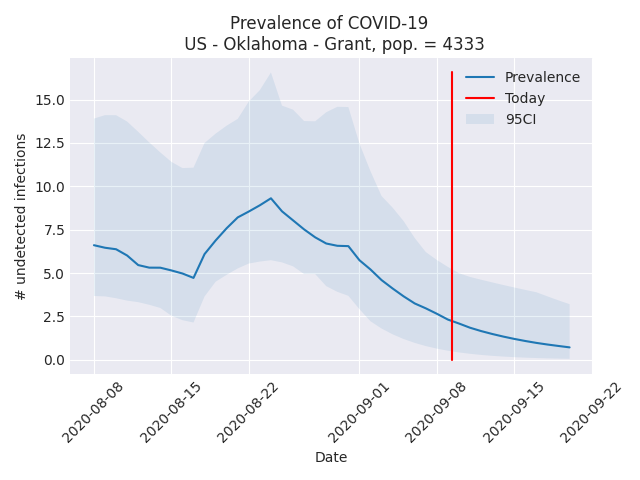 Prevalence of COVID-19
US - Oklahoma - Grant, pop. = 4333
Prevalence
Today
95CI
# undetected infections
15.0
12.5
10.0
7.5
5.0
2.5
0.0
2020-08-08
2020-08-15
2020-08-22
2020-09-01
2020-09-08
2020-09-15
2020-09-22
Date